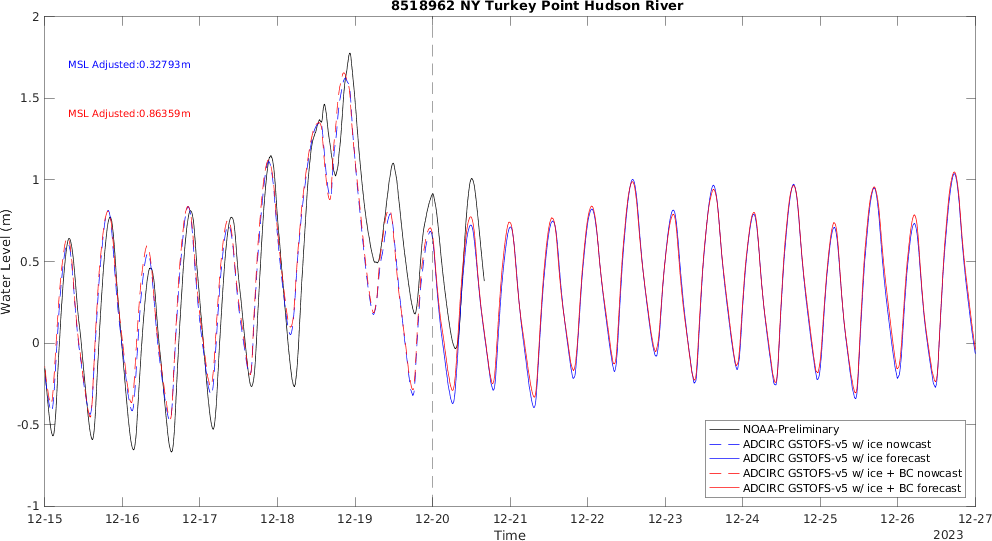 8518962 NY Turkey Point Hudson River
2
1.5
1
0.5
0
-0.5
-1
Water Level (m)
MSL Adjusted:0.32793m
MSL Adjusted:0.86359m
NOAA-Preliminary
ADCIRC GSTOFS-v5 w/ ice nowcast
ADCIRC GSTOFS-v5 w/ ice forecast
ADCIRC GSTOFS-v5 w/ ice + BC nowcast
ADCIRC GSTOFS-v5 w/ ice + BC forecast
12-15 12-16 12-17 12-18 12-19 12-20 12-21 12-22 12-23 12-24 12-25 12-26 12-27
Time
2023